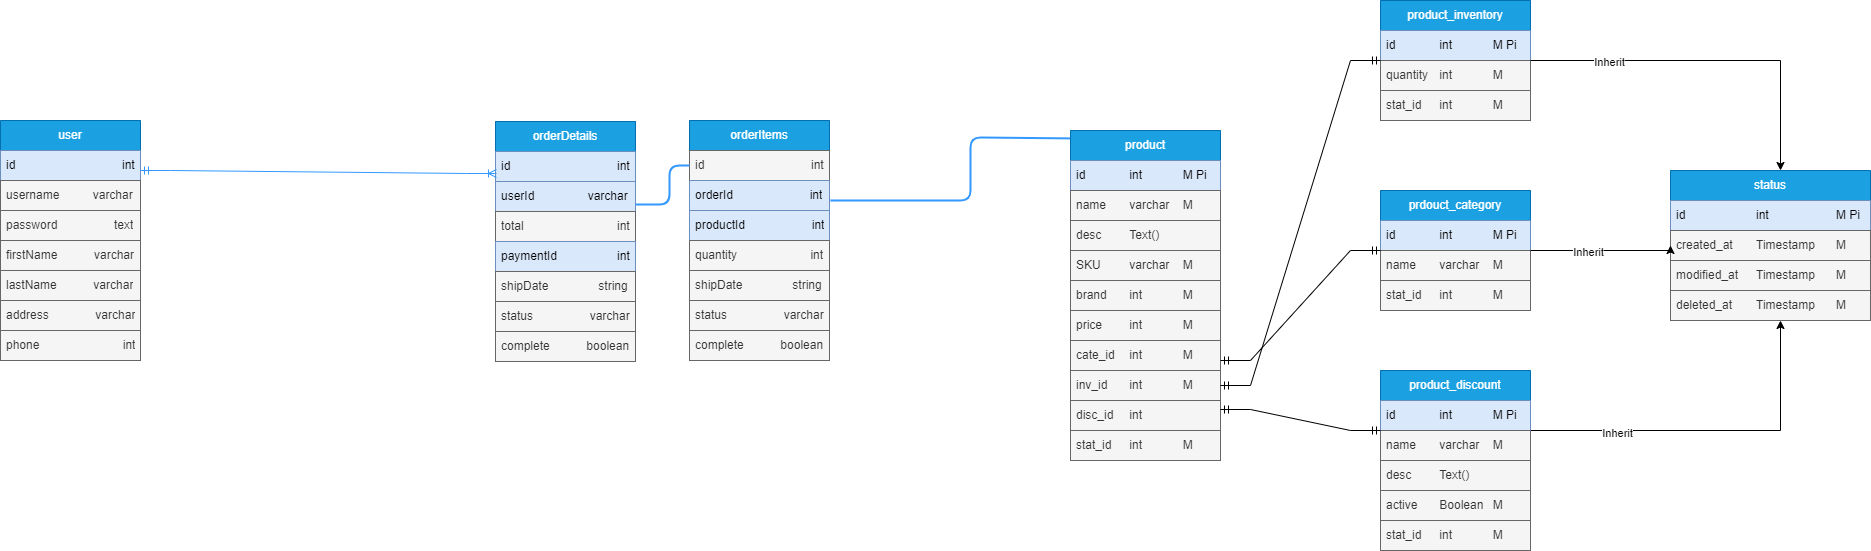 user
id int
username varchar
password text
firstName varchar
lastName varchar
address varchar
phone int
orderDetails
id int
userId varchar
total int
paymentId int
shipDate string
status varchar
complete boolean
orderItems
id int
orderId int
productId int
quantity int
shipDate string
status varchar
complete boolean
product
id int M Pi
name varchar M
desc Text()
SKU varchar M
brand int M
price int M
cate_id int M
inv_id int M
disc_id int
stat_id int M
product_inventory
id int M Pi
quantity int M
stat_id int M
Inherit
prdouct_category
id int M Pi
name varchar M
stat_id int M
Inherit
product_discount
id int M Pi
name varchar M
desc Text()
active Boolean M
stat_id int M
Inherit
status
id int M Pi
created_at Timestamp M
modified_at Timestamp M
deleted_at Timestamp M